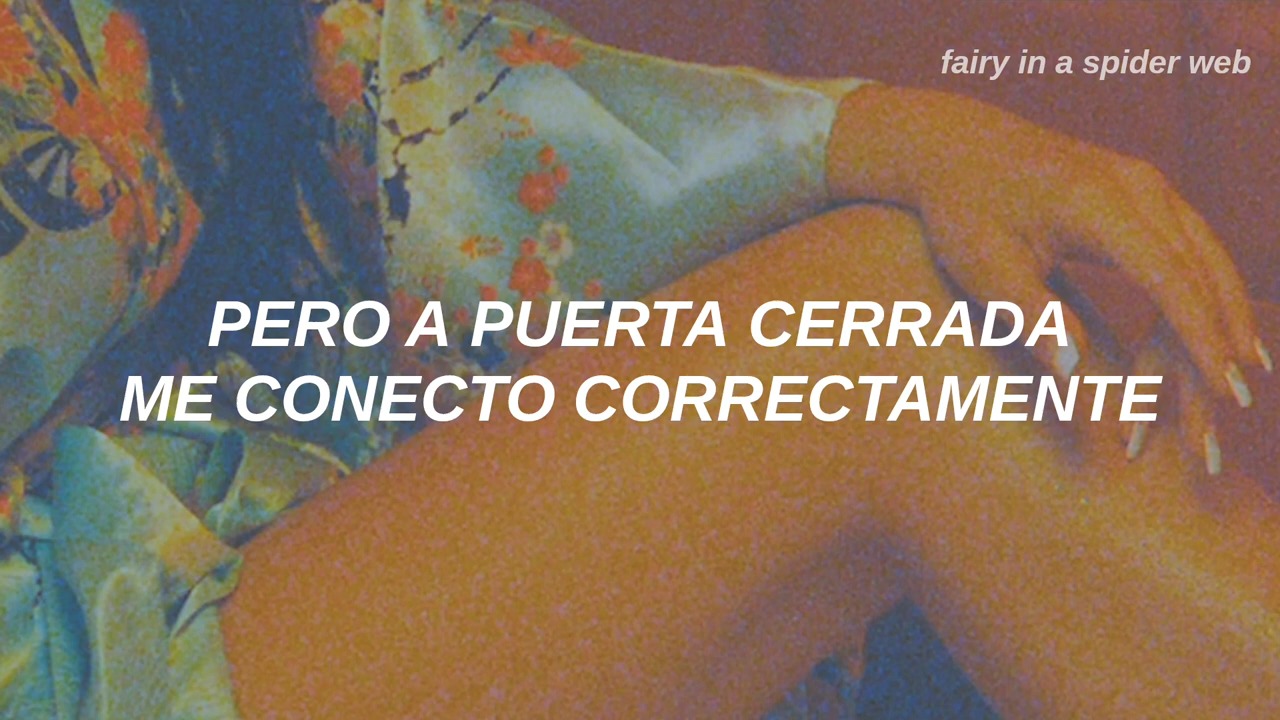 fairy in a spider web
PERO A PUERTA CERRADA
ME CONECTO CORRECTAMENTE